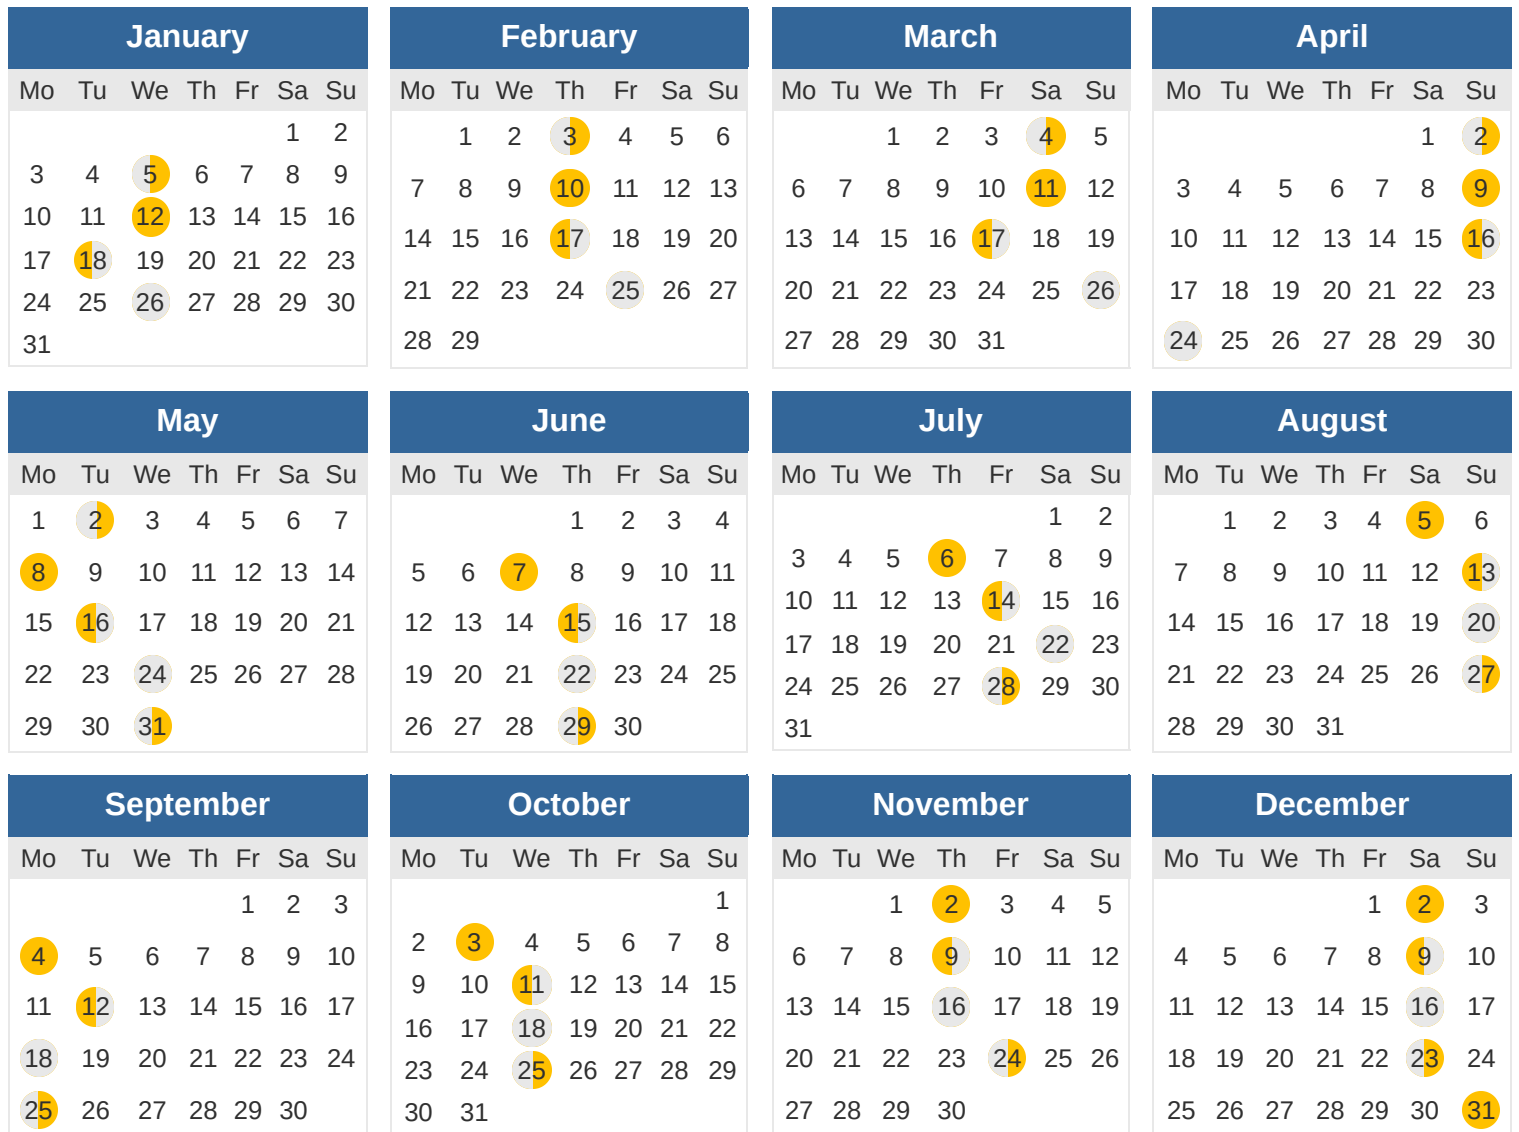 January
Mo Tu We Th Fr Sa Su
1 2
3 4 5 6 7 8 9
10 11 12 13 14 15 16
17 18 19 20 21 22 23
24 25 26 27 28 29 30
31
February
Mo Tu We Th Fr Sa Su
1 2 3 4 5 6
7 8 9 10 11 12 13
14 15 16 17 18 19 20
21 22 23 24 25 26 27
28 29
March
Mo Tu We Th Fr Sa Su
1 2 3 4 5
6 7 8 9 10 11 12
13 14 15 16 17 18 19
20 21 22 23 24 25 26
27 28 29 30 31
April
Mo Tu We Th Fr Sa Su
1 2
3 4 5 6 7 8 9
10 11 12 13 14 15 16
17 18 19 20 21 22 23
24 25 26 27 28 29 30
May
Mo Tu We Th Fr Sa Su
1 2 3 4 5 6 7
8 9 10 11 12 13 14
15 16 17 18 19 20 21
22 23 24 25 26 27 28
29 30 31
June
Mo Tu We Th Fr Sa Su
1 2 3 4
5 6 7 8 9 10 11
12 13 14 15 16 17 18
19 20 21 22 23 24 25
26 27 28 29 30
July
Mo Tu We Th Fr Sa Su
1 2
3 4 5 6 7 8 9
10 11 12 13 14 15 16
17 18 19 20 21 22 23
24 25 26 27 28 29 30
31
August
Mo Tu We Th Fr Sa Su
1 2 3 4 5 6
7 8 9 10 11 12 13
14 15 16 17 18 19 20
21 22 23 24 25 26 27
28 29 30 31
September
Mo Tu We Th Fr Sa Su
1 2 3
4 5 6 7 8 9 10
11 12 13 14 15 16 17
18 19 20 21 22 23 24
25 26 27 28 29 30
October
Mo Tu We Th Fr Sa Su
1
2 3 4 5 6 7 8
9 10 11 12 13 14 15
16 17 18 19 20 21 22
23 24 25 26 27 28 29
30 31
November
Mo Tu We Th Fr Sa Su
1 2 3 4 5
6 7 8 9 10 11 12
13 14 15 16 17 18 19
20 21 22 23 24 25 26
27 28 29 30
December
Mo Tu We Th Fr Sa Su
1 2 3
4 5 6 7 8 9 10
11 12 13 14 15 16 17
18 19 20 21 22 23 24
25 26 27 28 29 30 31